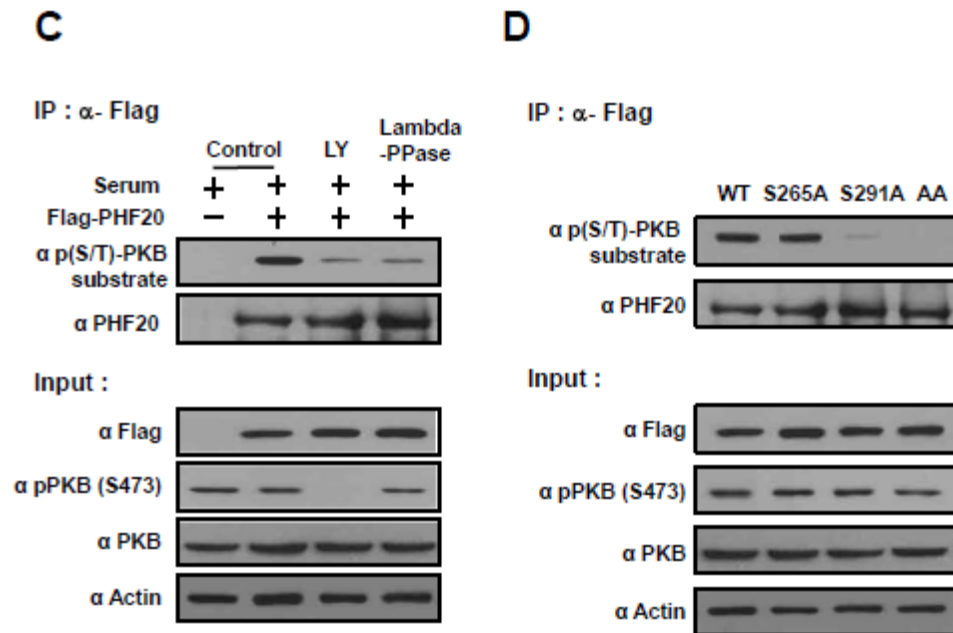 C
IP : α- Flag
Control LY Lambda
-PPase
Serum + + + +
Flag-PHF20 − + + +
α p(S/T)-PKB
substrate
α PHF20
Input :
α Flag
α pPKB (S473)
α PKB
α Actin
D
IP : α- Flag
WT S265A S291A AA
α p(S/T)-PKB
substrate
α PHF20
Input :
α Flag
α pPKB (S473)
α PKB
α Actin